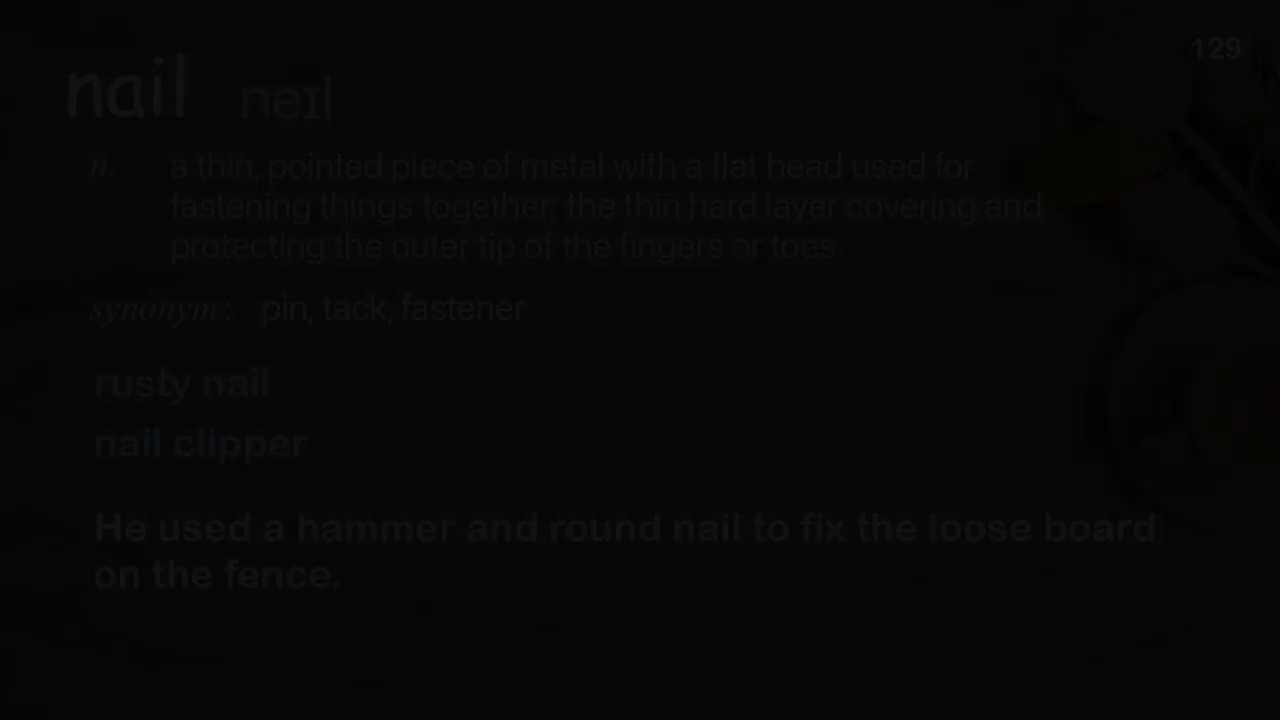 129
nail neɪl
n. a thin, pointed piece of metal with a flat head used for
fastening things together; the thin hard layer covering and
protecting the outer tip of the fingers or toes
synonym: pin, tack, fastener
rusty nail
nail clipper
He used a hammer and round nail to fix the loose board
on the fence.